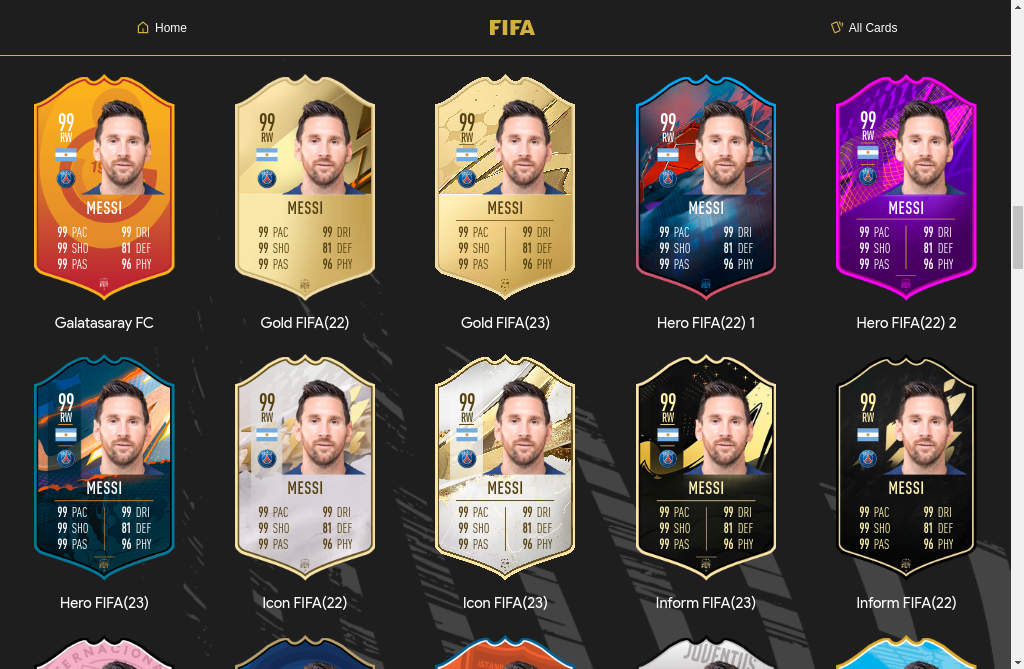 Home
FIFA
All Cards
99
RW
MESSI
99 PAC 99 DRI
99 SHO 81 DEF
99 PAS 96 PHY
Galatasaray FC
99
RW
MESSI
99 PAC 99 DRI
99 SHO 81 DEF
99 PAS 96 PHY
Gold FIFA(22)
99
RW
MESSI
99 PAC 99 DRI
99 SHO 81 DEF
99 PAS 96 PHY
Gold FIFA(23)
99
RW
MESSI
99 PAC 99 DRI
99 SHO 81 DEF
99 PAS 96 PHY
Hero FIFA(22) 1
99
RW
MESSI
99 PAC 99 DRI
99 SHO 81 DEF
99 PAS 96 PHY
Hero FIFA(22) 2
99
RW
MESSI
99 PAC 99 DRI
99 SHO 81 DEF
99 PAS 96 PHY
Hero FIFA(23)
99
RW
MESSI
99 PAC 99 DRI
99 SHO 81 DEF
99 PAS 96 PHY
Icon FIFA(22)
99
RW
MESSI
99 PAC 99 DRI
99 SHO 81 DEF
99 PAS 96 PHY
Icon FIFA(23)
99
RW
MESSI
99 PAC 99 DRI
99 SHO 81 DEF
99 PAS 96 PHY
Inform FIFA(23)
99
RW
MESSI
99 PAC 99 DRI
99 SHO 81 DEF
99 PAS 96 PHY
Inform FIFA(22)
JUVENTUS